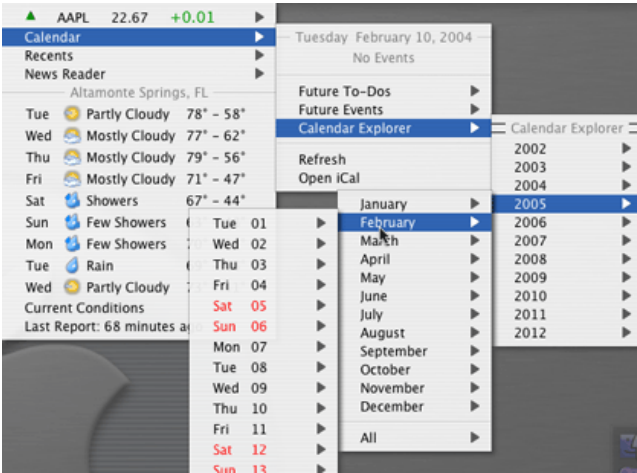 AAPL 22.67 +0.01
Calendar
Recents
News Reader
Altamonte Springs, FL
Tue Partly Cloudy 78° – 58°
Wed Mostly Cloudy 77° – 62°
Thu Mostly Cloudy 79° – 56°
Fri Mostly Cloudy 71° – 47°
Sat Showers 67° – 44°
Sun Few Showers
Mon Few Showers
Tue Rain
Wed Partly Cloudy
Current Conditions
Last Report: 68 minutes
Tuesday February 10, 2004
No Events
Future To-Dos
Future Events
Calendar Explorer
Refresh
Open iCal
Calendar Explorer
2002
2003
2004
2005
2006
2007
2008
2009
2010
2011
2012
January
February
March
April
May
June
July
August
September
October
November
December
All
Tue 01
Wed 02
Thu 03
Fri 04
Sat 05
Sun 06
Mon 07
Tue 08
Wed 09
Thu 10
Fri 11
Sat 12
Sun 13